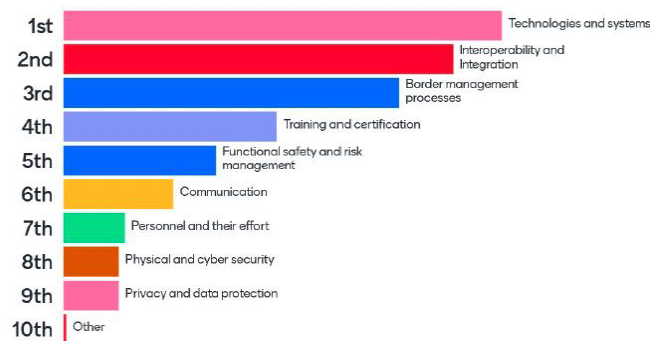 1st
Technologies and systems
2nd
Interoperability and
Integration
3rd
Border management
processes
4th
Training and certification
5th
Functional safety and risk
management
6th
Communication
7th
Personnel and their effort
8th
Physical and cyber security
9th
Privacy and data protection
10th
Other